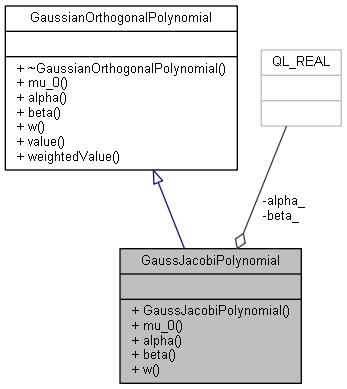 GaussianOrthogonalPolynomial
+ ~GaussianOrthogonalPolynomial()
+ mu_0()
+ alpha()
+ beta()
+ w()
+ value()
+ weightedValue()
QL_REAL
-alpha_
-beta_
GaussJacobiPolynomial
+ GaussJacobiPolynomial()
+ mu_0()
+ alpha()
+ beta()
+ w()